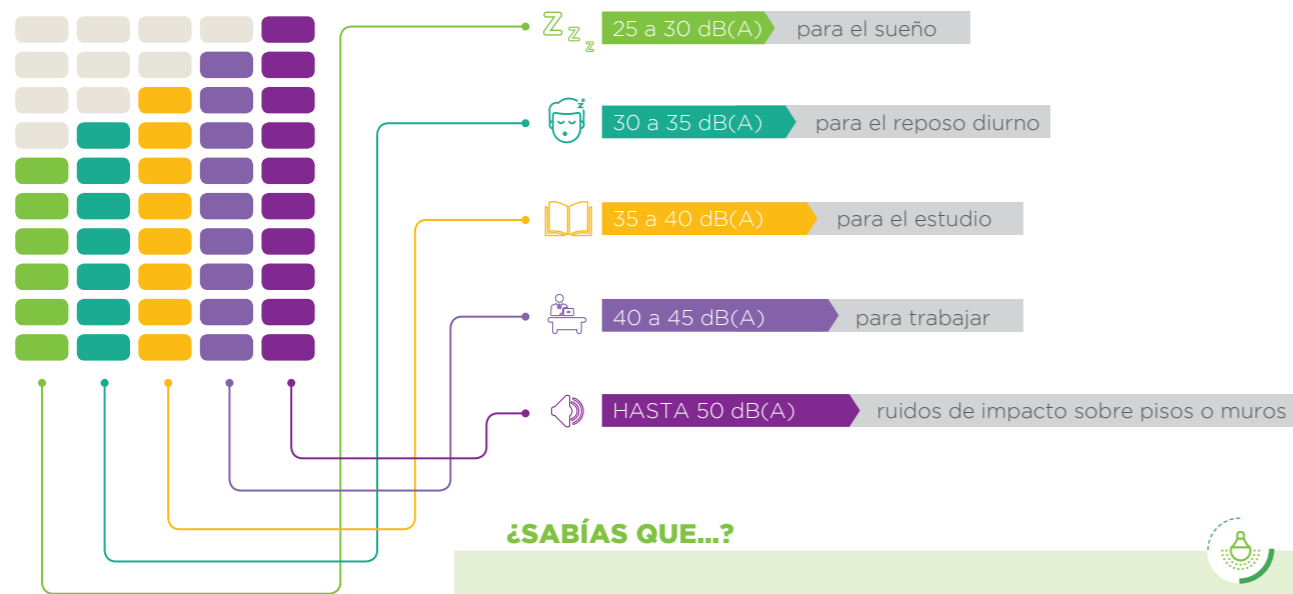 25 a 30 dB(A) para el sueño
30 a 35 dB(A) para el reposo diurno
35 a 40 dB(A) para el estudio
40 a 45 dB(A) para trabajar
HASTA 50 dB(A) ruidos de impacto sobre pisos o muros
¿SABÍAS QUE...?